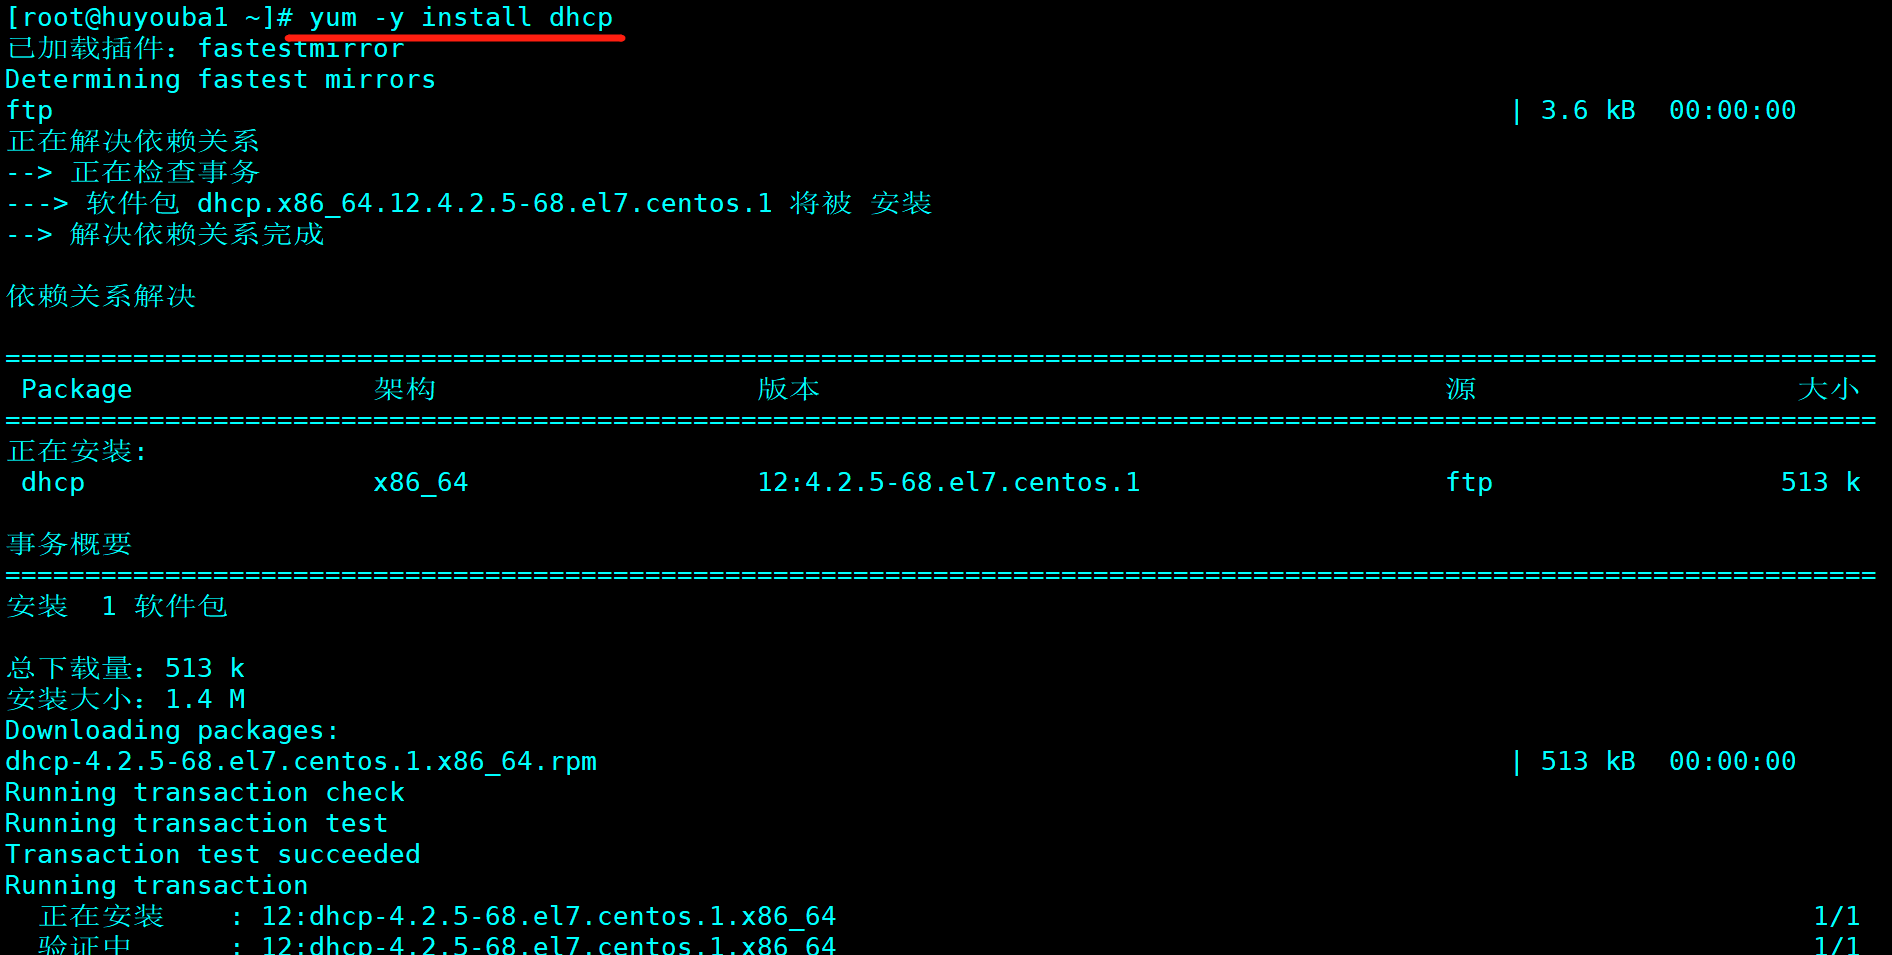 [root@huyouba1 ~]# yum -y install dhcp
已加载插件：fastestmirror
Determining fastest mirrors
ftp | 3.6 kB 00:00:00
正在解决依赖关系
--> 正在检查事务
---> 软件包 dhcp.x86_64.12.4.2.5-68.el7.centos.1 将被 安装
--> 解决依赖关系完成
依赖关系解决
=====================================================================================================================
Package 架构 版本 源 大小
=====================================================================================================================
正在安装:
dhcp x86_64 12:4.2.5-68.el7.centos.1 ftp 513 k
事务概要
=====================================================================================================================
安装 1 软件包
总下载量：513 k
安装大小：1.4 M
Downloading packages:
dhcp-4.2.5-68.el7.centos.1.x86_64.rpm | 513 kB 00:00:00
Running transaction check
Running transaction test
Transaction test succeeded
Running transaction
正在安装 : 12:dhcp-4.2.5-68.el7.centos.1.x86_64 1/1
验证中 : 12:dhcp-4.2.5-68.el7.centos.1.x86_64 1/1